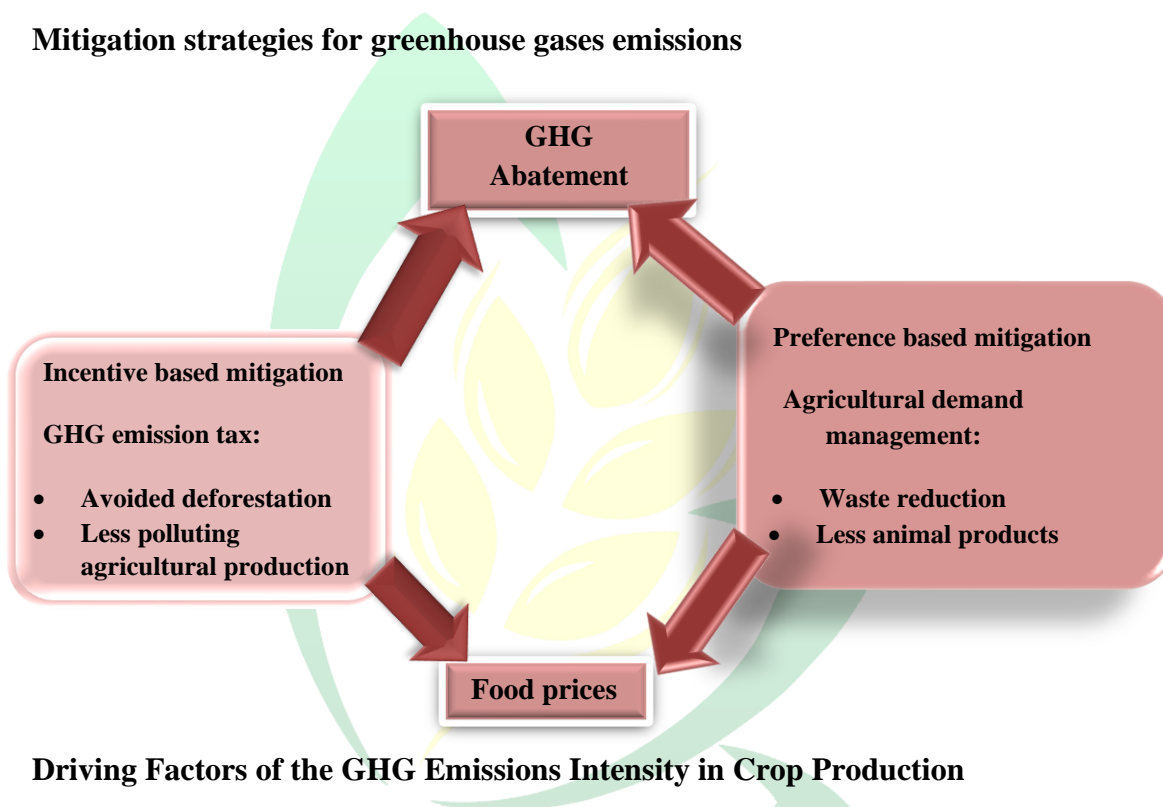 Mitigation strategies for greenhouse gases emissions
GHG
Abatement
Incentive based mitigation
GHG emission tax:
• Avoided deforestation
• Less polluting
agricultural production
Preference based mitigation
Agricultural demand
management:
• Waste reduction
• Less animal products
Food prices
Driving Factors of the GHG Emissions Intensity in Crop Production